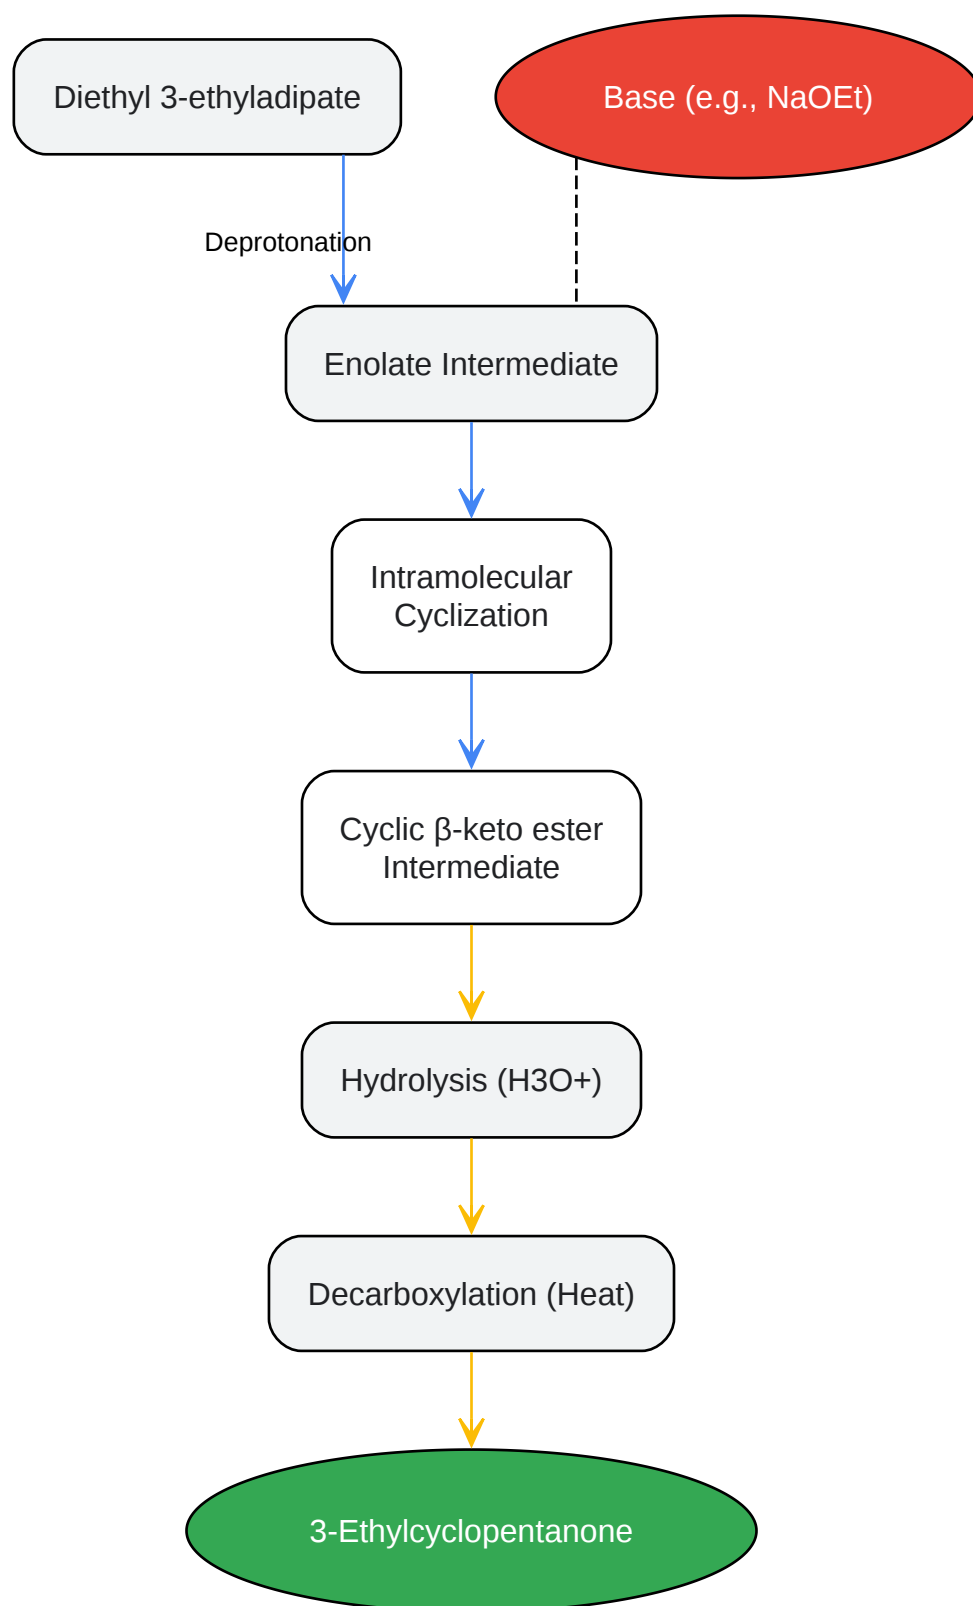 Diethyl 3-ethyladipate
Base (e.g., NaOEt)
Deprotonation
Enolate Intermediate
Intramolecular
Cyclization
Cyclic β-keto ester
Intermediate
Hydrolysis (H3O+)
Decarboxylation (Heat)
3-Ethylcyclopentanone